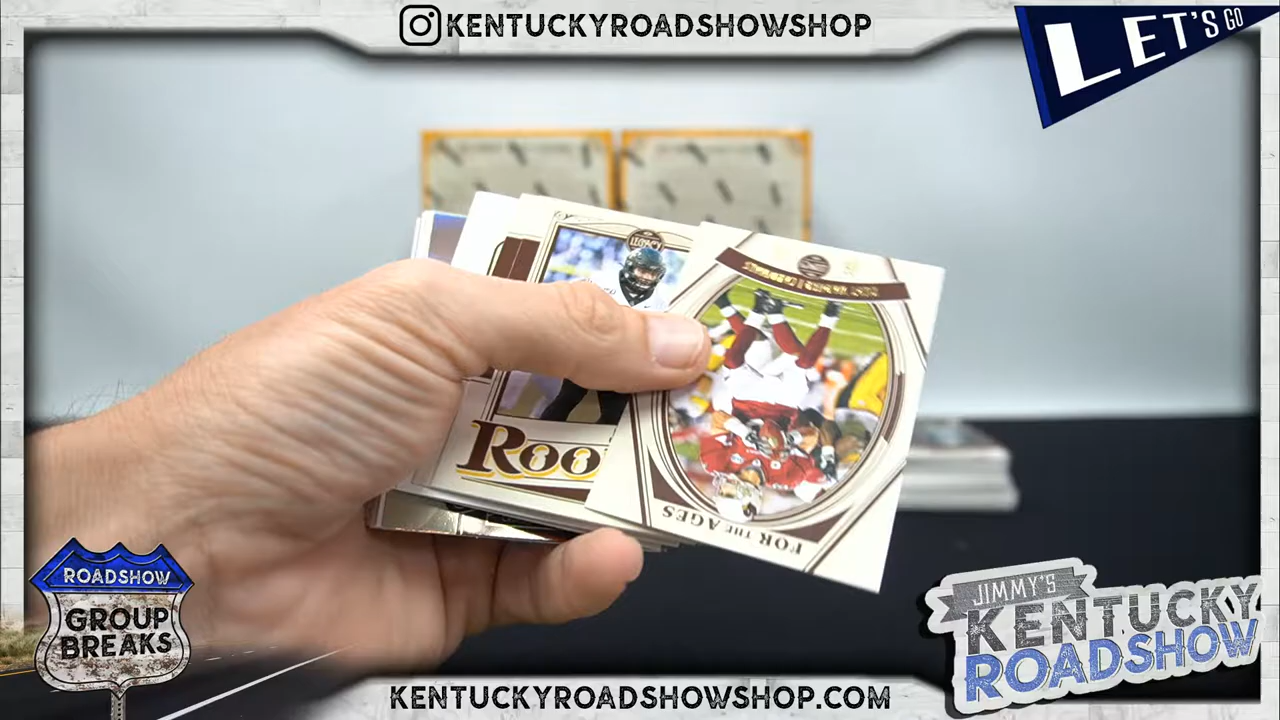 KENTUCKYROADSHOWSHOP
LET'S GO
LEGACY
ROO
FOR THE AGES
ROADSHOW
GROUP
BREAKS
JIMMY'S
KENTUCKY
ROADSHOW
KENTUCKYROADSHOWSHOP.COM